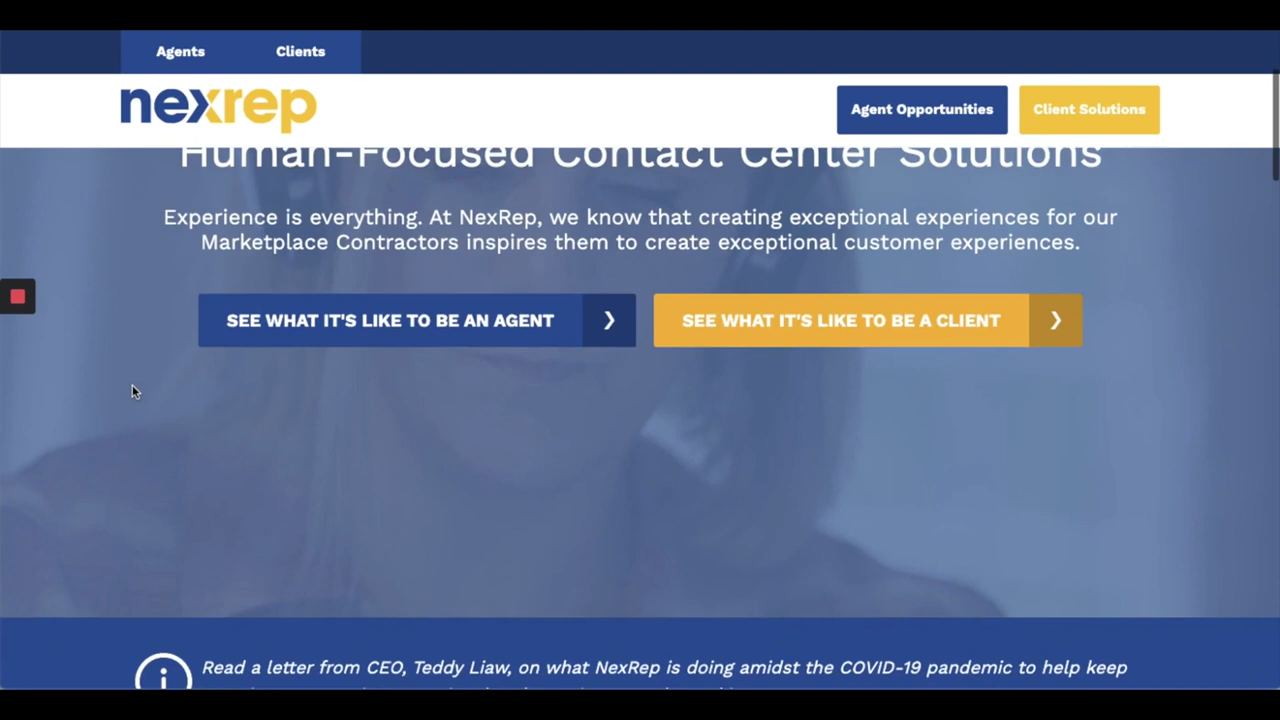 Agents
Clients
nexrep
Agent Opportunities
Client Solutions
Human-Focused Contact Center Solutions
Experience is everything. At NexRep, we know that creating exceptional experiences for our
Marketplace Contractors inspires them to create exceptional customer experiences.
SEE WHAT IT'S LIKE TO BE AN AGENT
SEE WHAT IT'S LIKE TO BE A CLIENT
Read a letter from CEO, Teddy Liaw, on what NexRep is doing amidst the COVID-19 pandemic to help keep